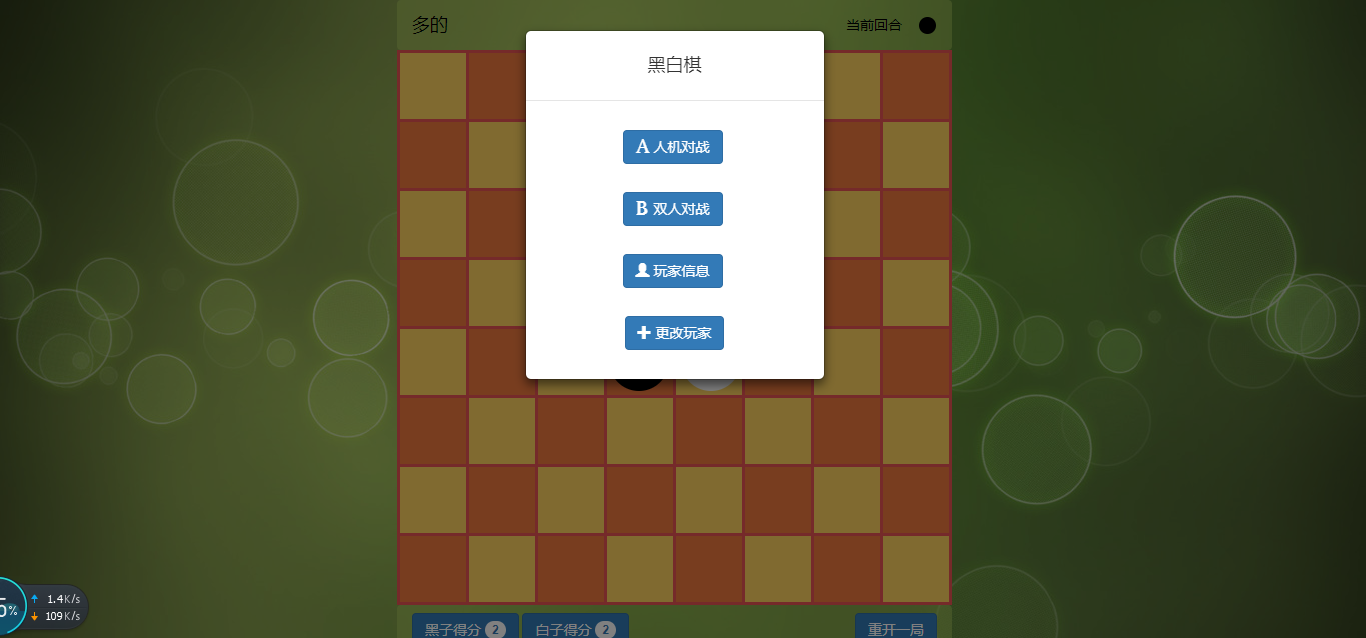 多的
当前回合
黑白棋
A 人机对战
B 双人对战
玩家信息
更改玩家
1.4K/s
0%
109K/s
黑子得分 2
白子得分 2
重开一局